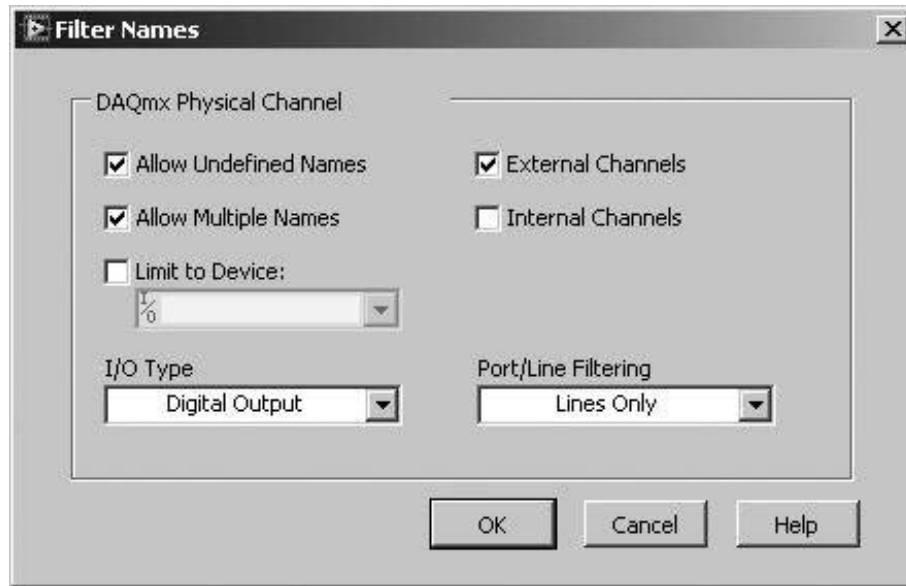 Filter Names
DAQmx Physical Channel
Allow Undefined Names
External Channels
Allow Multiple Names
Internal Channels
Limit to Device:
I/O
I/O Type
Port/Line Filtering
Digital Output
Lines Only
OK
Cancel
Help